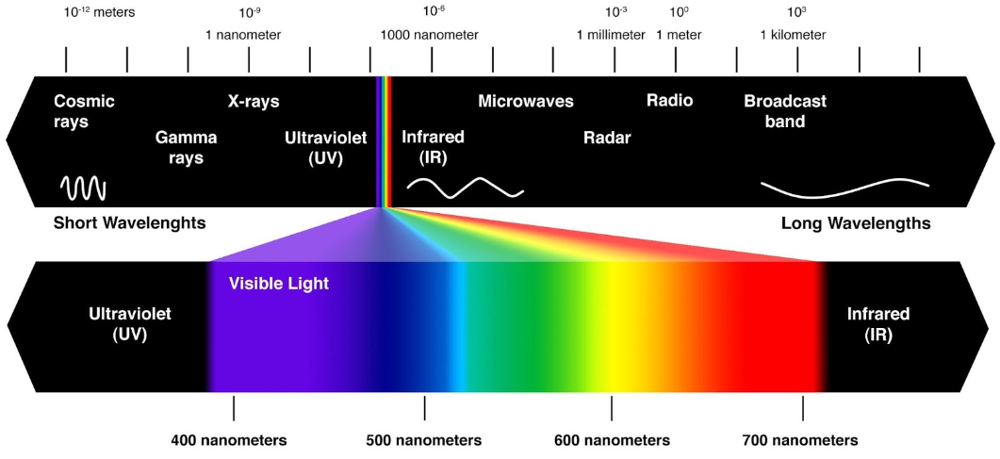 10⁻¹² meters
10⁻⁹
10⁻⁶
10⁻³
10⁰
10³
1 nanometer
1000 nanometer
1 millimeter
1 meter
1 kilometer
Cosmic
rays
X-rays
Microwaves
Radio
Broadcast
band
Gamma
rays
Ultraviolet
(UV)
Infrared
(IR)
Radar
Short Wavelenghts
Long Wavelengths
Visible Light
Ultraviolet
(UV)
Infrared
(IR)
400 nanometers
500 nanometers
600 nanometers
700 nanometers